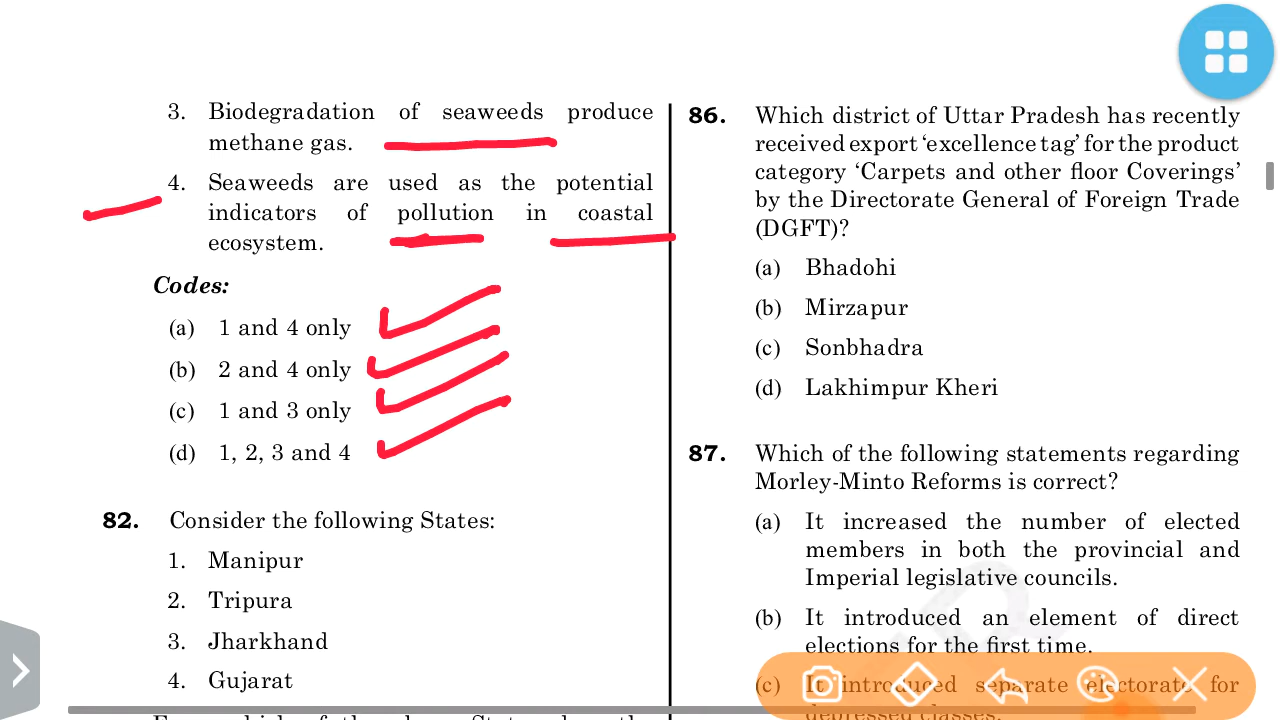 3. Biodegradation of seaweeds produce
methane gas.
4. Seaweeds are used as the potential
indicators of pollution in coastal
ecosystem.
Codes:
(a) 1 and 4 only
(b) 2 and 4 only
(c) 1 and 3 only
(d) 1, 2, 3 and 4
82. Consider the following States:
1. Manipur
2. Tripura
3. Jharkhand
4. Gujarat
86. Which district of Uttar Pradesh has recently
received export ‘excellence tag’ for the product
category ‘Carpets and other floor Coverings’
by the Directorate General of Foreign Trade
(DGFT)?
(a) Bhadohi
(b) Mirzapur
(c) Sonbhadra
(d) Lakhimpur Kheri
87. Which of the following statements regarding
Morley-Minto Reforms is correct?
(a) It increased the number of elected
members in both the provincial and
Imperial legislative councils.
(b) It introduced an element of direct
elections for the first time.
(c) It introduced separate electorate for
depressed classes.